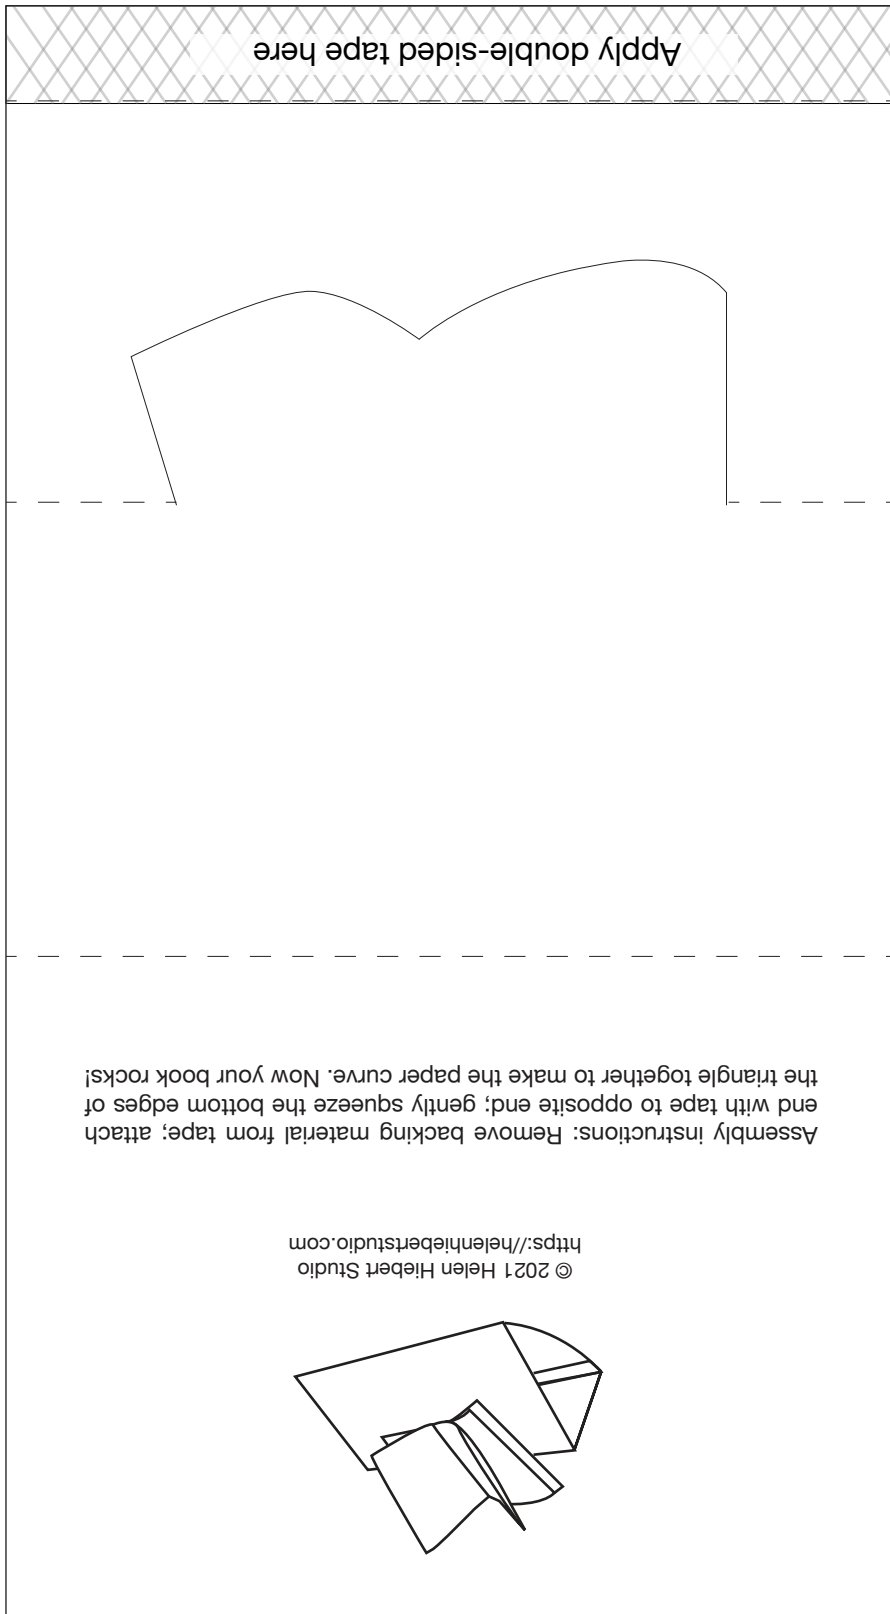 © 2021 Helen Hiebert Studio
https://helenhiebertstudio.com
Assembly instructions: Remove backing material from tape; attach
end with tape to opposite end; gently squeeze the bottom edges of
the triangle together to make the paper curve. Now your book rocks!
Apply double-sided tape here